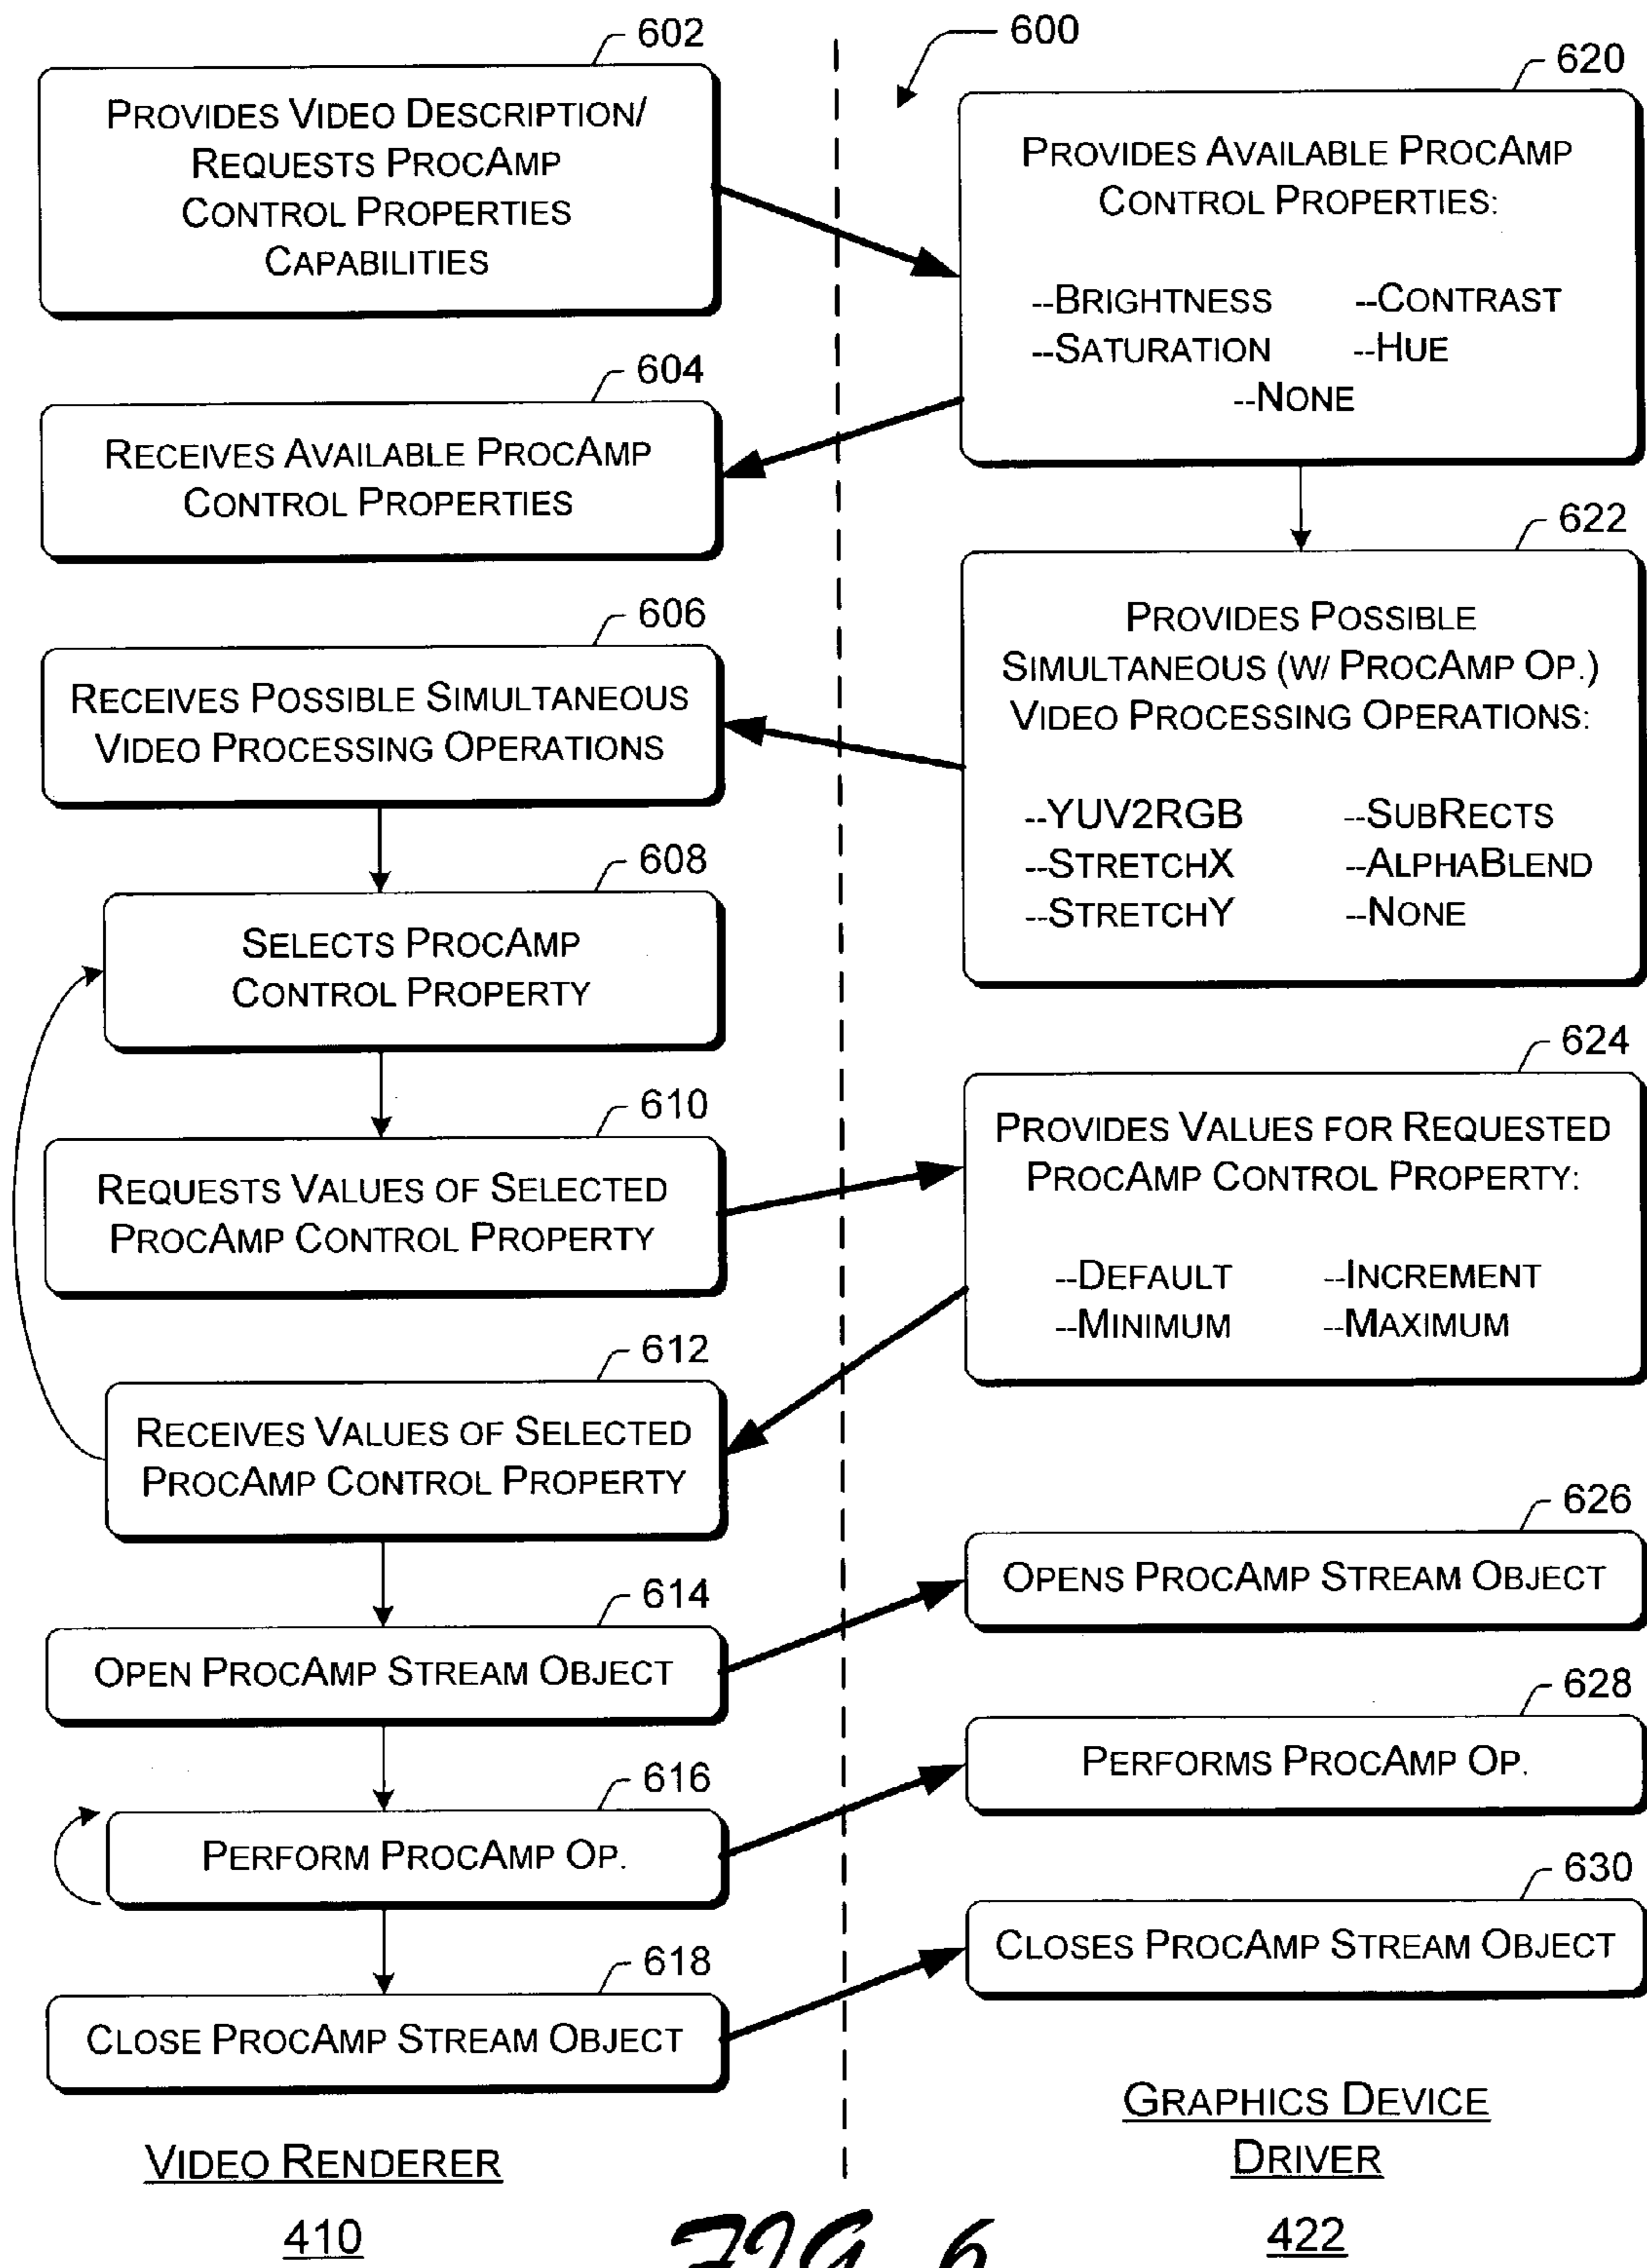 600
602
PROVIDES VIDEO DESCRIPTION/
REQUESTS PROCAMP
CONTROL PROPERTIES
CAPABILITIES
604
RECEIVES AVAILABLE PROCAMP
CONTROL PROPERTIES
606
RECEIVES POSSIBLE SIMULTANEOUS
VIDEO PROCESSING OPERATIONS
608
SELECTS PROCAMP
CONTROL PROPERTY
610
REQUESTS VALUES OF SELECTED
PROCAMP CONTROL PROPERTY
612
RECEIVES VALUES OF SELECTED
PROCAMP CONTROL PROPERTY
614
OPEN PROCAMP STREAM OBJECT
616
PERFORM PROCAMP OP.
618
CLOSE PROCAMP STREAM OBJECT
VIDEO RENDERER
410
620
PROVIDES AVAILABLE PROCAMP
CONTROL PROPERTIES:
--BRIGHTNESS --CONTRAST
--SATURATION --HUE
--NONE
622
PROVIDES POSSIBLE
SIMULTANEOUS (W/ PROCAMP OP.)
VIDEO PROCESSING OPERATIONS:
--YUV2RGB --SUBRECTS
--STRETCHX --ALPHABLEND
--STRETCHY --NONE
624
PROVIDES VALUES FOR REQUESTED
PROCAMP CONTROL PROPERTY:
--DEFAULT --INCREMENT
--MINIMUM --MAXIMUM
626
OPENS PROCAMP STREAM OBJECT
628
PERFORMS PROCAMP OP.
630
CLOSES PROCAMP STREAM OBJECT
GRAPHICS DEVICE
DRIVER
422
FIG. 6